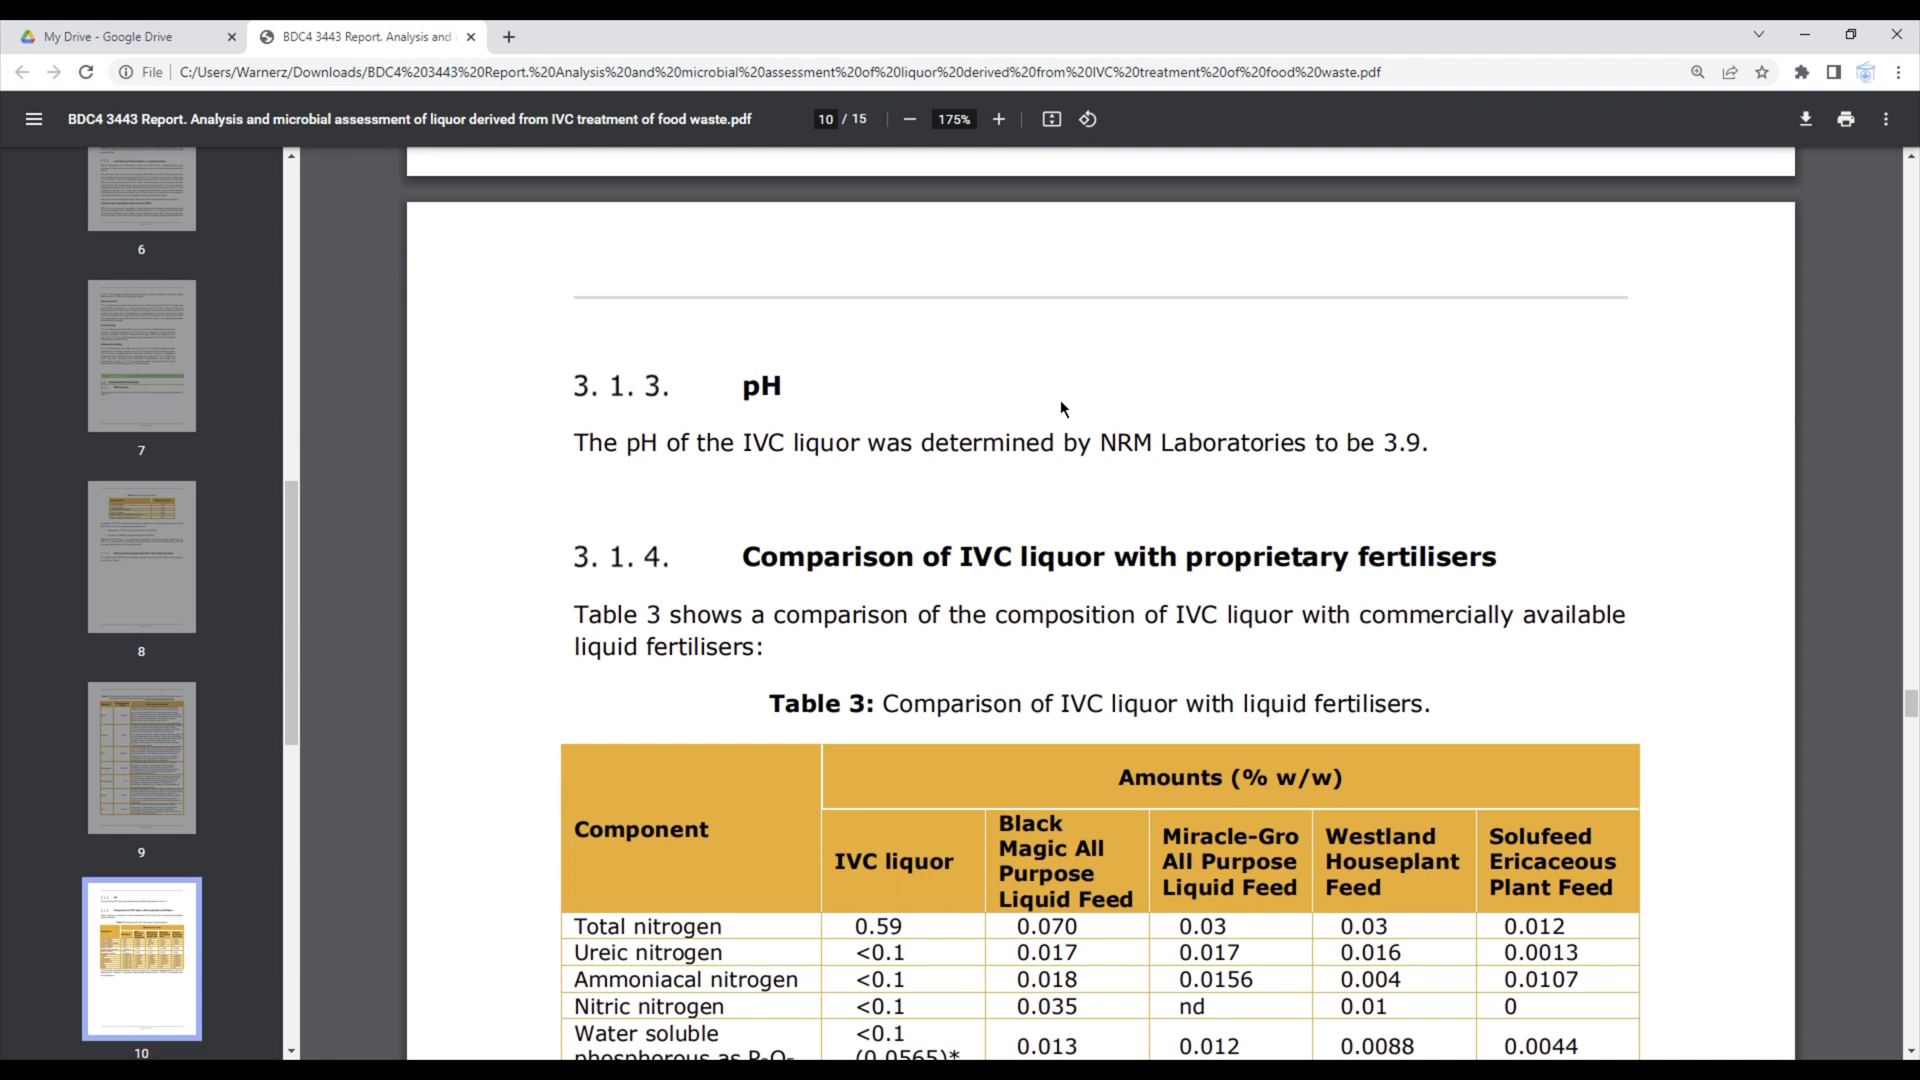 My Drive - Google Drive
BDC4 3443 Report. Analysis and
File
C:/Users/Warnerz/Downloads/BDC4%203443%20Report.%20Analysis%20and%20microbial%20assessment%20of%20liquor%20derived%20from%20IVC%20treatment%20of%20food%20waste.pdf
BDC4 3443 Report. Analysis and microbial assessment of liquor derived from IVC treatment of food waste.pdf
10 / 15
175%
6
7
8
9
10
3. 1. 3. pH
The pH of the IVC liquor was determined by NRM Laboratories to be 3.9.
3. 1. 4. Comparison of IVC liquor with proprietary fertilisers
Table 3 shows a comparison of the composition of IVC liquor with commercially available
liquid fertilisers:
Table 3: Comparison of IVC liquor with liquid fertilisers.
Component
Amounts (% w/w)
IVC liquor
Black
Magic All
Purpose
Liquid Feed
Miracle-Gro
All Purpose
Liquid Feed
Westland
Houseplant
Feed
Solufeed
Ericaceous
Plant Feed
Total nitrogen 0.59 0.070 0.03 0.03 0.012
Ureic nitrogen <0.1 0.017 0.017 0.016 0.0013
Ammoniacal nitrogen <0.1 0.018 0.0156 0.004 0.0107
Nitric nitrogen <0.1 0.035 nd 0.01 0
Water soluble
phosphorous as P₂O₅
<0.1
(0.0565)*
0.013 0.012 0.0088 0.0044